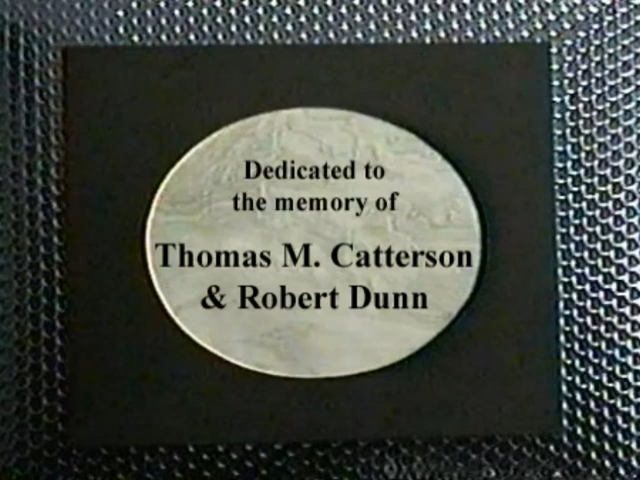 Dedicated to
the memory of
Thomas M. Catterson
& Robert Dunn